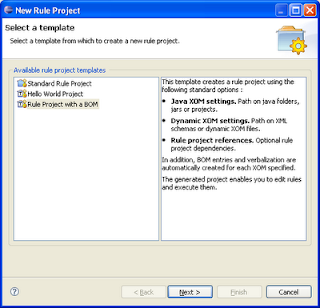 New Rule Project
Select a template
Select a template from which to create a new rule project.
Available rule project templates
Standard Rule Project
Hello World Project
Rule Project with a BOM
This template creates a rule project using the
following standard options :
Java XOM settings. Path on java folders,
jars or projects.
Dynamic XOM settings. Path on XML
schemas or dynamic XOM files.
Rule project references. Optional rule
project dependencies.
In addition, BOM entries and verbalization are
automatically created for each XOM specified.
The generated project enables you to edit rules
and execute them.
?
< Back
Next >
Finish
Cancel